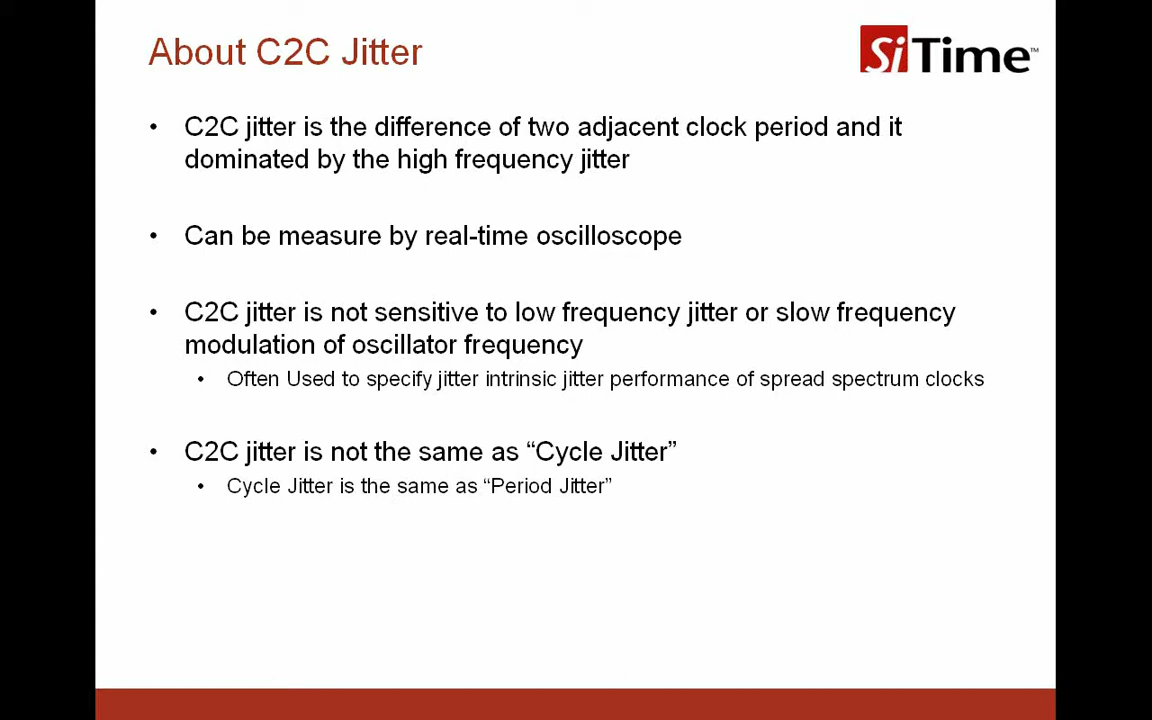 About C2C Jitter
SiTime™
• C2C jitter is the difference of two adjacent clock period and it
dominated by the high frequency jitter
• Can be measure by real-time oscilloscope
• C2C jitter is not sensitive to low frequency jitter or slow frequency
modulation of oscillator frequency
• Often Used to specify jitter intrinsic jitter performance of spread spectrum clocks
• C2C jitter is not the same as “Cycle Jitter”
• Cycle Jitter is the same as “Period Jitter”